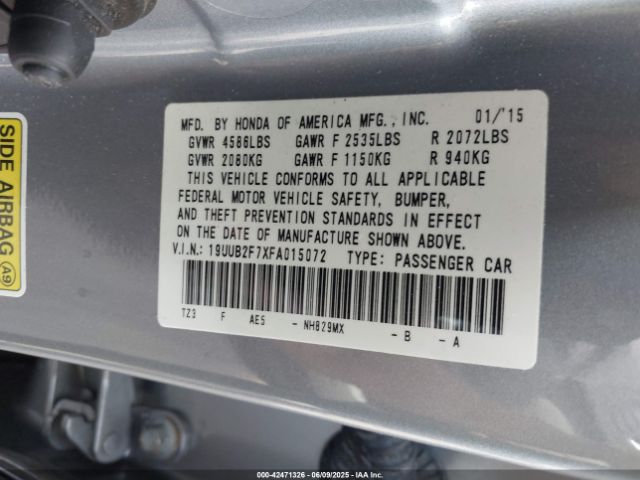 SIDE AIRBAG A9
MFD. BY HONDA OF AMERICA MFG., INC. 01/'15
GVWR 4586LBS GAWR F 2535LBS R 2072LBS
GVWR 2080KG GAWR F 1150KG R 940KG
THIS VEHICLE CONFORMS TO ALL APPLICABLE
FEDERAL MOTOR VEHICLE SAFETY, BUMPER,
AND THEFT PREVENTION STANDARDS IN EFFECT
ON THE DATE OF MANUFACTURE SHOWN ABOVE.
V.I.N.: 19UUB2F7XFA015072 TYPE: PASSENGER CAR
TZ3 F AE5 - NH829MX - B - A
000-42471326 - 06/09/2025 - IAAI.COM